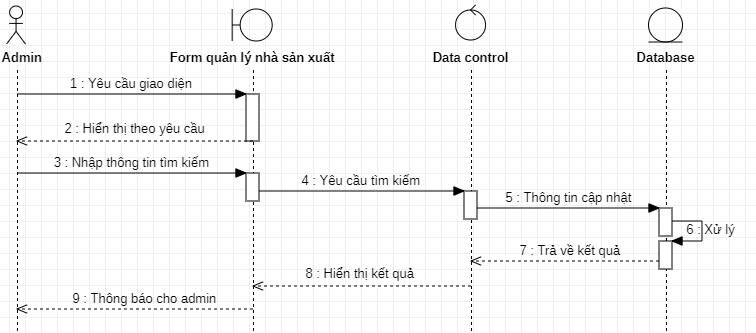 Admin
Form quản lý nhà sản xuất
Data control
Database
1 : Yêu cầu giao diện
2 : Hiển thị theo yêu cầu
3 : Nhập thông tin tìm kiếm
4 : Yêu cầu tìm kiếm
5 : Thông tin cập nhật
6 : Xử lý
7 : Trả về kết quả
8 : Hiển thị kết quả
9 : Thông báo cho admin